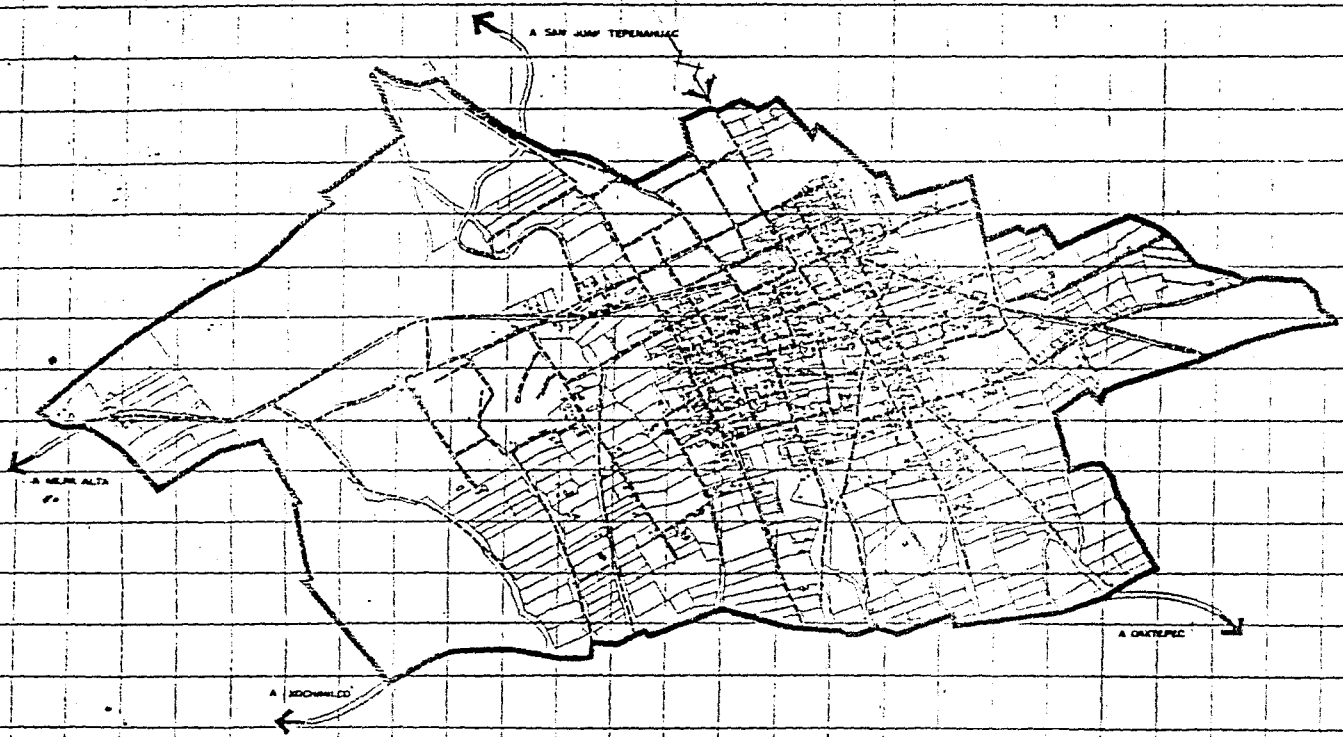 A SAN JUAN TEPENAHUAC
A MILPA ALTA
A OAXTEPEC
A XOCHIMILCO